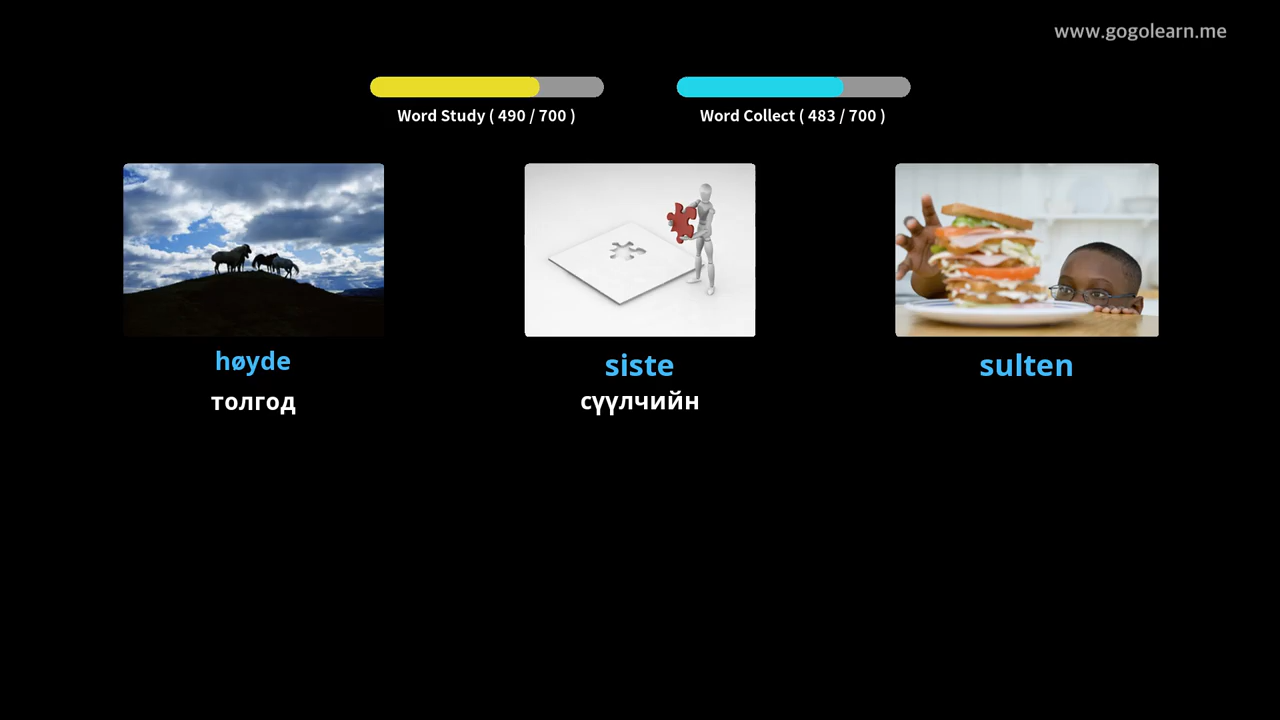 www.gogolearn.me
Word Study ( 490 / 700 )
Word Collect ( 483 / 700 )
høyde
siste
sulten
толгод
сүүлчийн